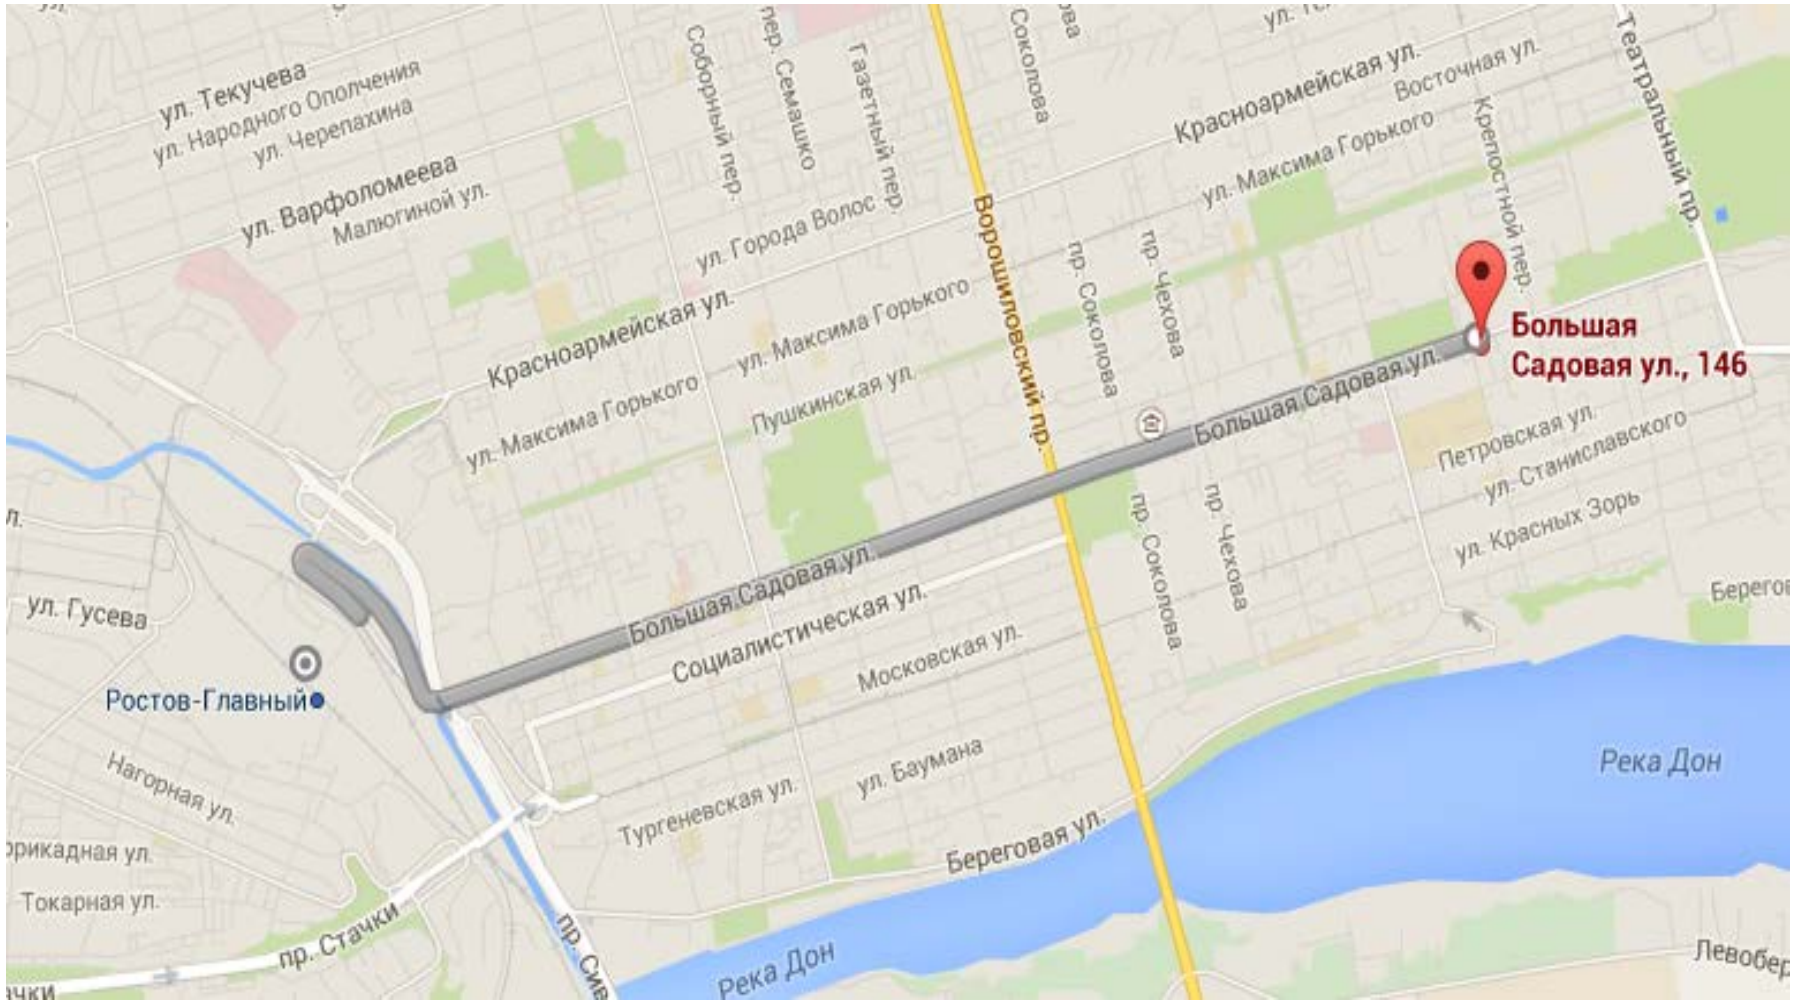 ул. Текучева
ул. Народного Ополчения
ул. Черепахина
ул. Варфоломеева
Малюгиной ул.
Соборный пер.
пер. Семашко
Газетный пер.
Соколова
Красноармейская ул.
Восточная ул.
ул. Максима Горького
Крепостной пер.
Театральный пр.
ул. Города Волос
Ворошиловский пр.
пр. Соколова
пр. Чехова
Красноармейская ул.
ул. Максима Горького
ул. Максима Горького
Пушкинская ул.
Большая
Садовая ул., 146
Большая Садовая ул.
Петровская ул.
ул. Станиславского
ул. Красных Зорь
пр. Соколова
пр. Чехова
Большая Садовая ул.
Социалистическая ул.
Московская ул.
ул. Гусева
Ростов-Главный
Нагорная ул.
ул. Баумана
Тургеневская ул.
Береговая ул.
Река Дон
Токарная ул.
пр. Стачки
Река Дон